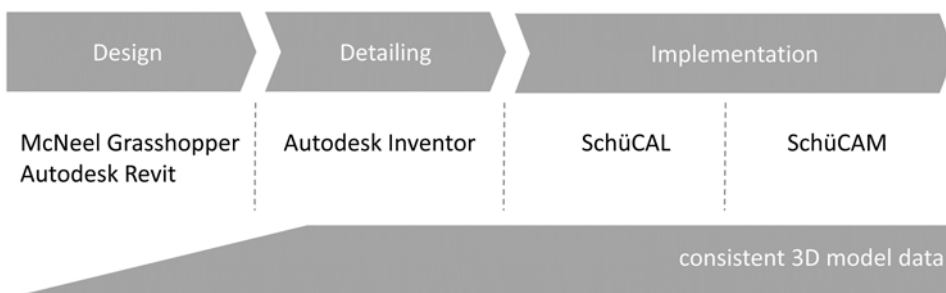 Design
Detailing
Implementation
McNeel Grasshopper
Autodesk Revit
Autodesk Inventor
SchüCAL
SchüCAM
consistent 3D model data